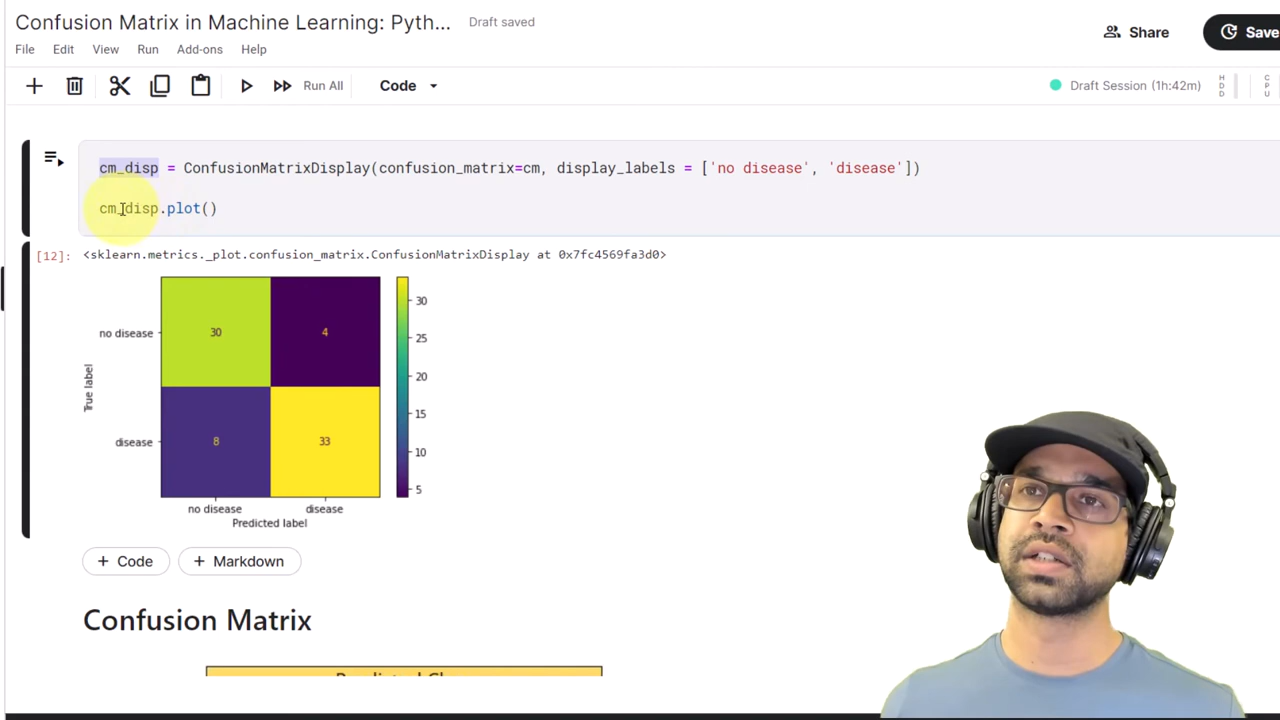 Confusion Matrix in Machine Learning: Pyth...
Draft saved
Share
Save
File Edit View Run Add-ons Help
Run All
Code
Draft Session (1h:42m)
HDD
CPU
cm_disp = ConfusionMatrixDisplay(confusion_matrix=cm, display_labels = ['no disease', 'disease'])
cm_disp.plot()
[12]:
<sklearn.metrics._plot.confusion_matrix.ConfusionMatrixDisplay at 0x7fc4569fa3d0>
no disease
30
4
True label
disease
8
33
no disease
disease
Predicted label
30
25
20
15
10
5
+ Code
+ Markdown
Confusion Matrix